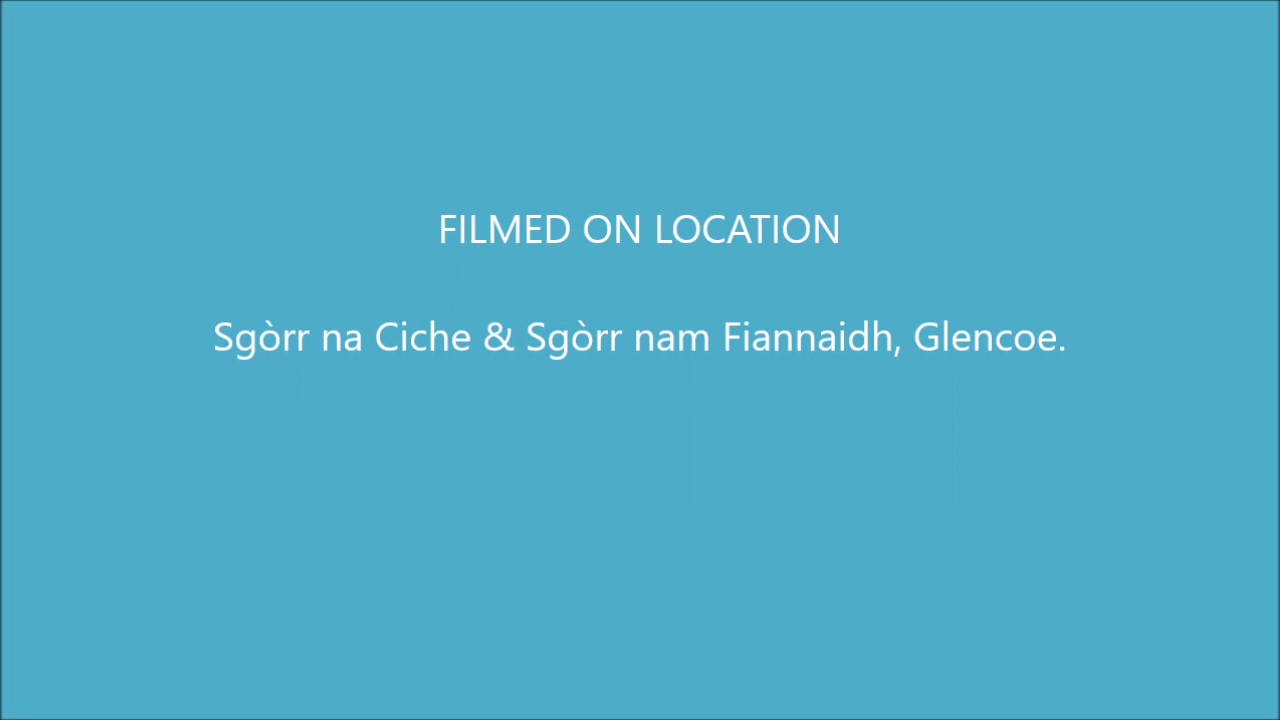 FILMED ON LOCATION
Sgòrr na Ciche & Sgòrr nam Fiannaidh, Glencoe.